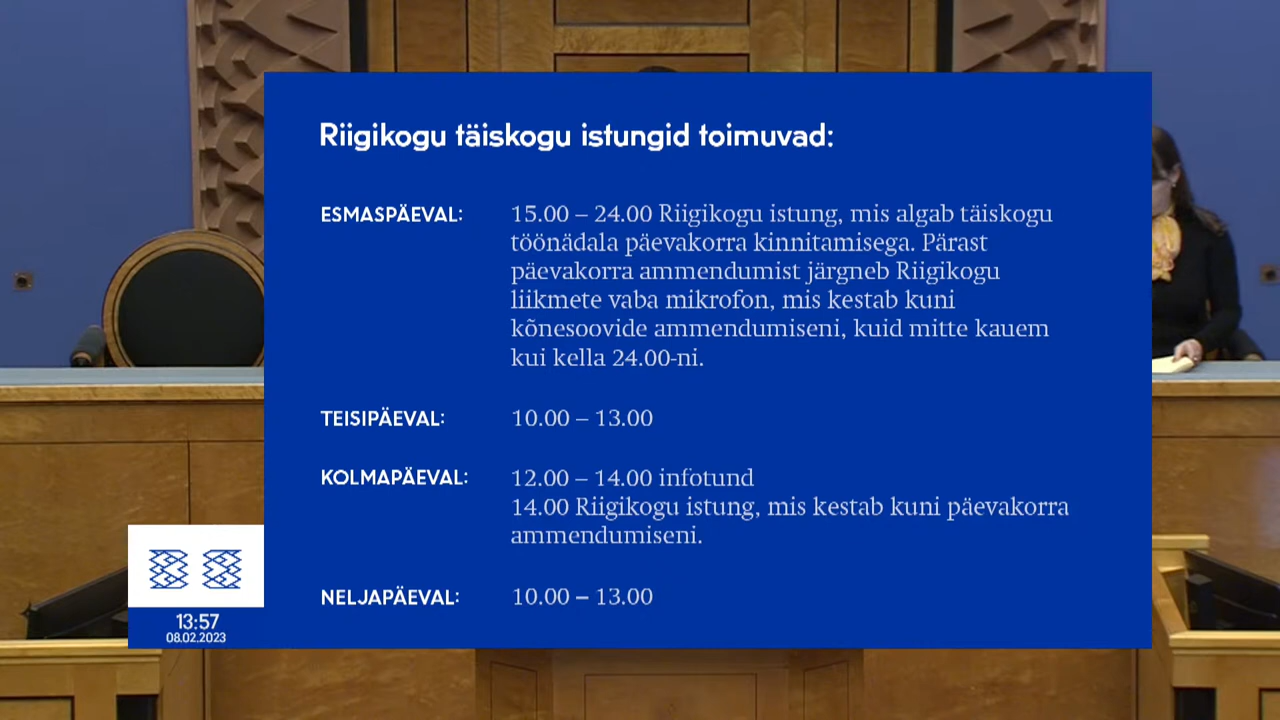 Riigikogu täiskogu istungid toimuvad:
ESMASPÄEVAL: 15.00 – 24.00 Riigikogu istung, mis algab täiskogu
töönädala päevakorra kinnitamisega. Pärast
päevakorra ammendumist järgneb Riigikogu
liikmete vaba mikrofon, mis kestab kuni
kõnesoovide ammendumiseni, kuid mitte kauem
kui kella 24.00-ni.
TEISIPÄEVAL: 10.00 – 13.00
KOLMAPÄEVAL: 12.00 – 14.00 infotund
14.00 Riigikogu istung, mis kestab kuni päevakorra
ammendumiseni.
NELJAPÄEVAL: 10.00 – 13.00
13:57
08.02.2023